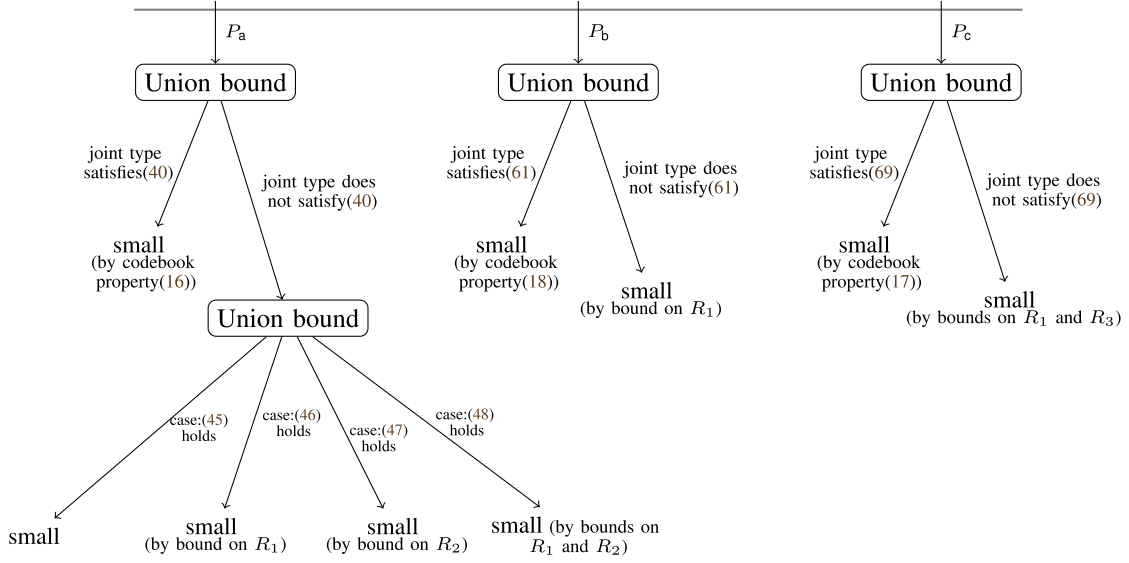 P_a
P_b
P_c
Union bound
Union bound
Union bound
joint type
satisfies(40)
joint type does
not satisfy(40)
joint type
satisfies(61)
joint type does
not satisfy(61)
joint type
satisfies(69)
joint type does
not satisfy(69)
small
(by codebook
property(16))
small
(by codebook
property(18))
small
(by bound on R_1)
small
(by codebook
property(17))
small
(by bounds on R_1 and R_3)
Union bound
case:(45)
holds
case:(46)
holds
case:(47)
holds
case:(48)
holds
small
small
(by bound on R_1)
small
(by bound on R_2)
small (by bounds on
R_1 and R_2)